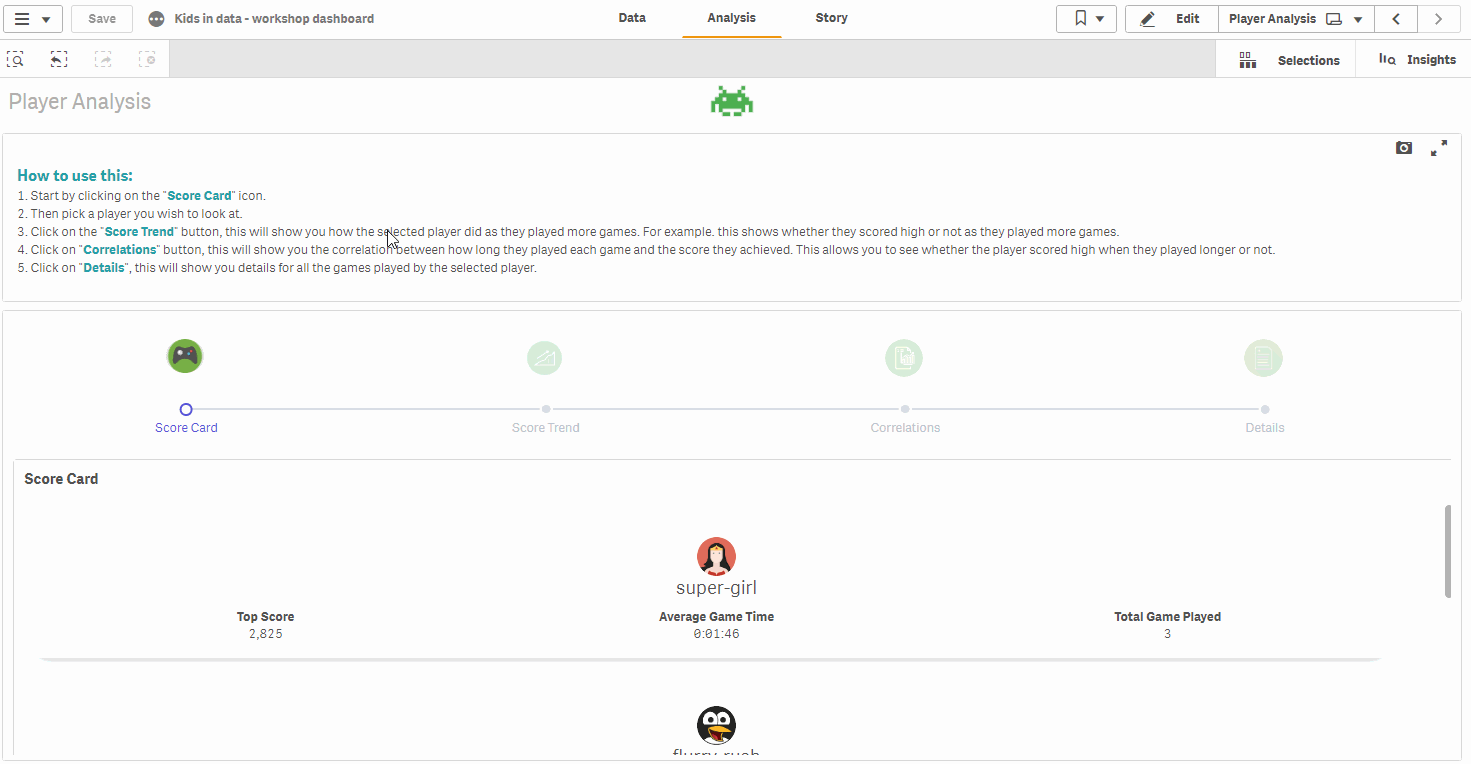 Save
Kids in data - workshop dashboard
Data
Analysis
Story
Edit
Player Analysis
Selections
Insights
Player Analysis
How to use this:
1. Start by clicking on the "Score Card" icon.
2. Then pick a player you wish to look at.
3. Click on the "Score Trend" button, this will show you how the selected player did as they played more games. For example. this shows whether they scored high or not as they played more games.
4. Click on "Correlations" button, this will show you the correlation between how long they played each game and the score they achieved. This allows you to see whether the player scored high when they played longer or not.
5. Click on "Details", this will show you details for all the games played by the selected player.
Score Card
Score Trend
Correlations
Details
Score Card
super-girl
Top Score
Average Game Time
Total Game Played
2,825
0:01:46
3